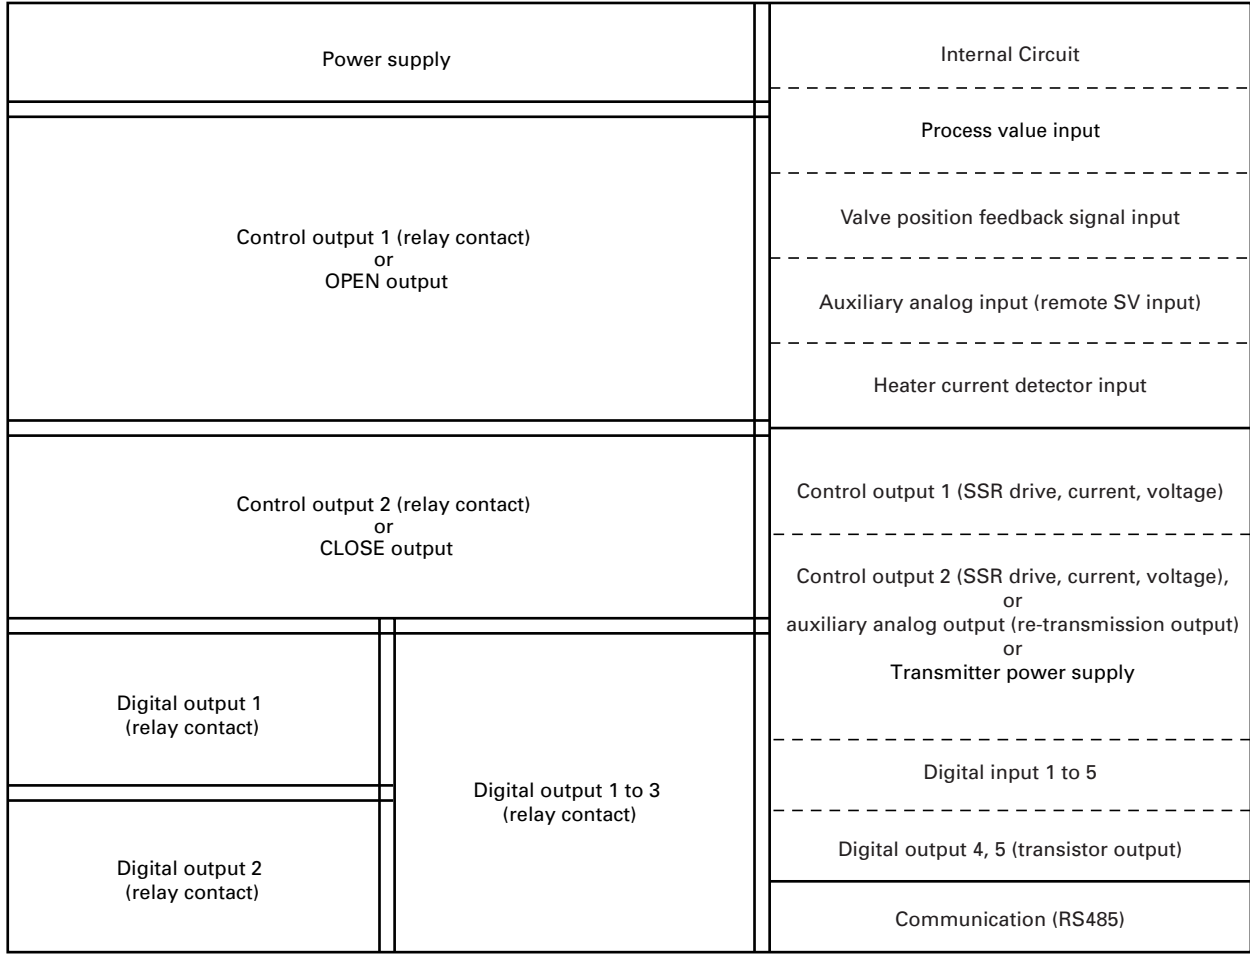 Power supply
Control output 1 (relay contact)
or
OPEN output
Control output 2 (relay contact)
or
CLOSE output
Digital output 1
(relay contact)
Digital output 2
(relay contact)
Digital output 1 to 3
(relay contact)
Internal Circuit
Process value input
Valve position feedback signal input
Auxiliary analog input (remote SV input)
Heater current detector input
Control output 1 (SSR drive, current, voltage)
Control output 2 (SSR drive, current, voltage),
or
auxiliary analog output (re-transmission output)
or
Transmitter power supply
Digital input 1 to 5
Digital output 4, 5 (transistor output)
Communication (RS485)